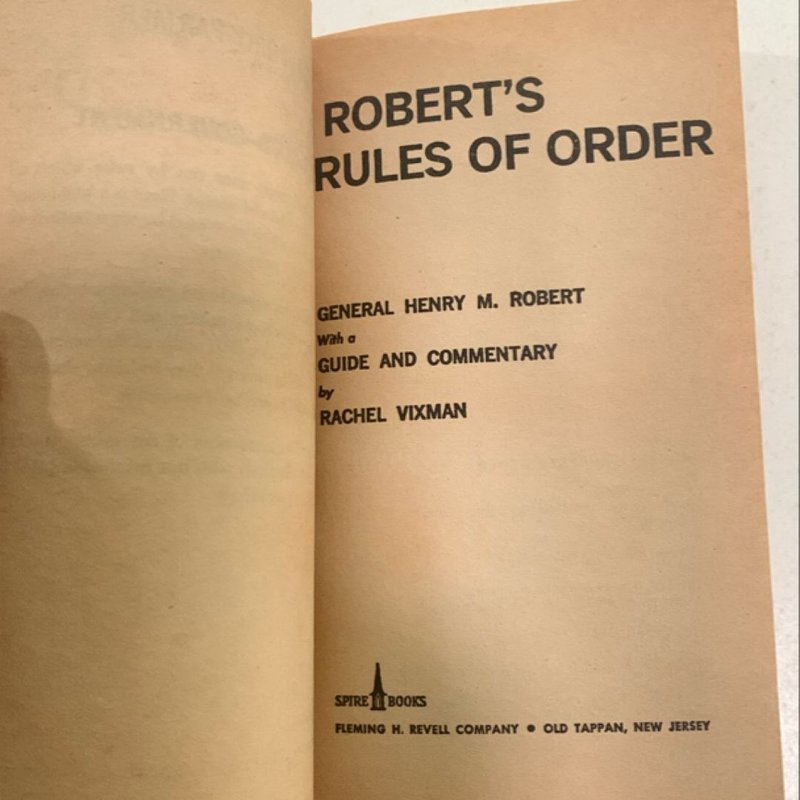 ROBERT'S
RULES OF ORDER
GENERAL HENRY M. ROBERT
With a
GUIDE AND COMMENTARY
by
RACHEL VIXMAN
SPIRE BOOKS
FLEMING H. REVELL COMPANY ● OLD TAPPAN, NEW JERSEY